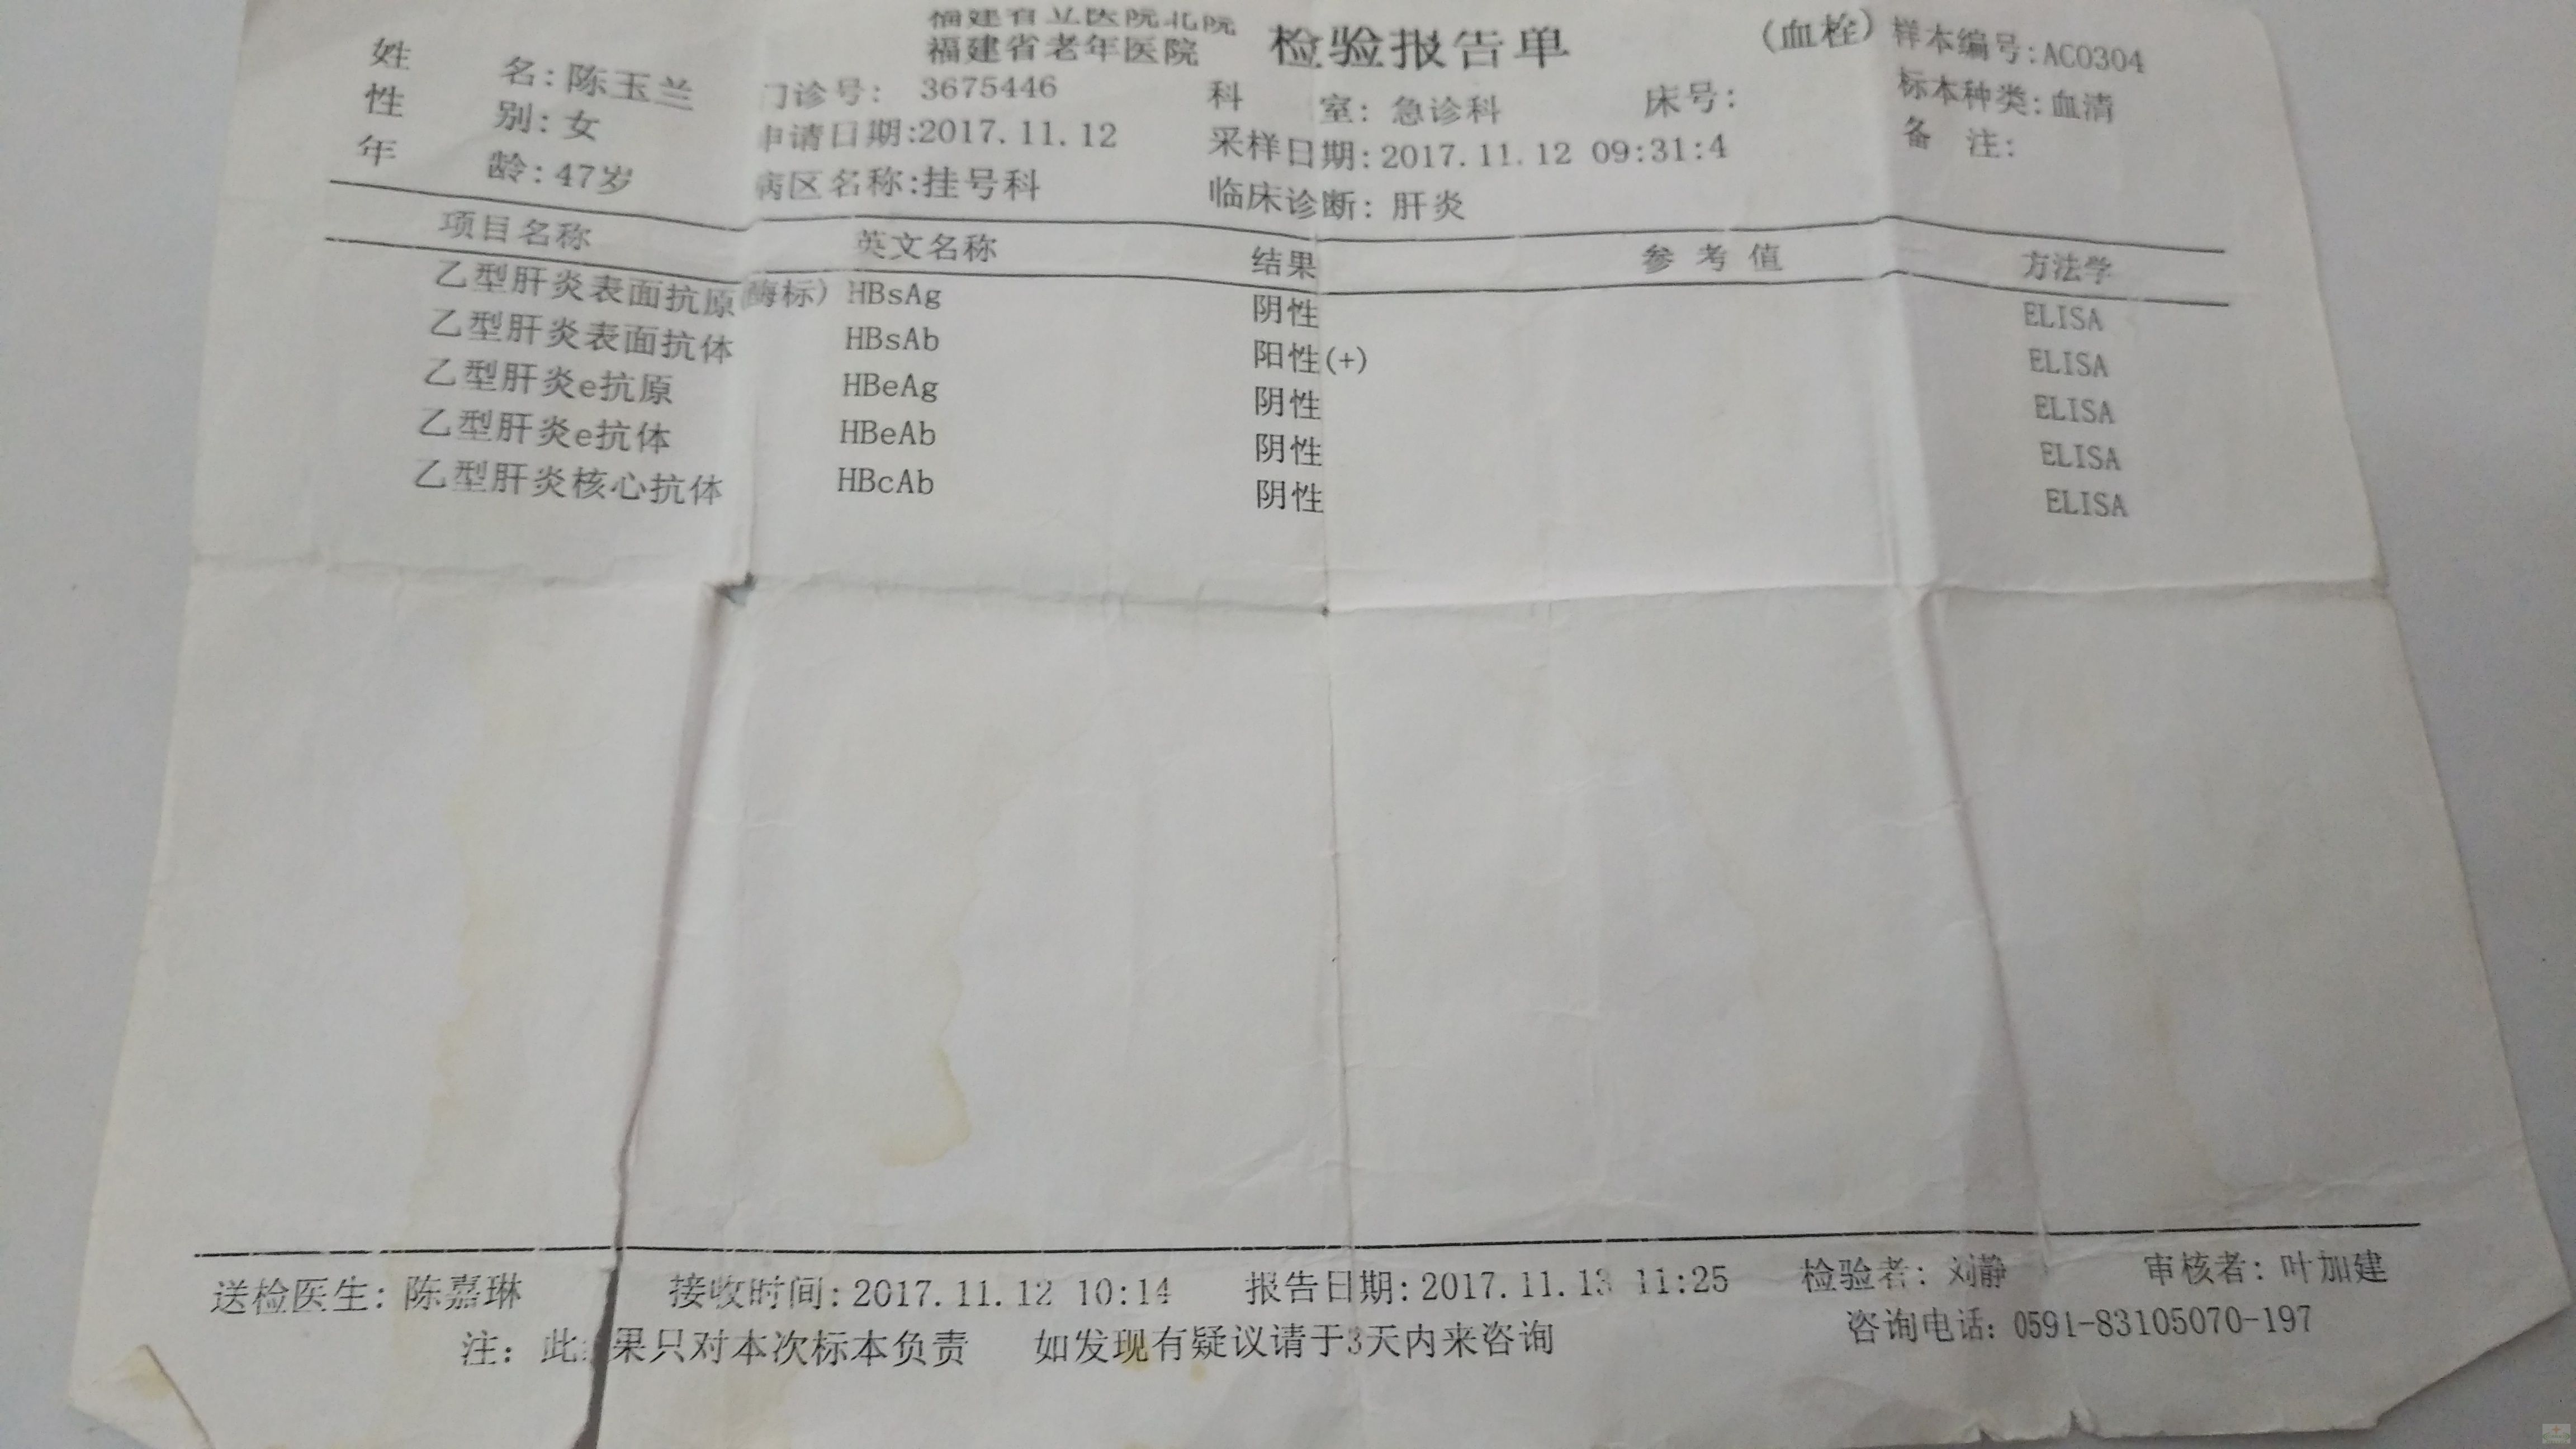 福建省立医院北院
福建省老年医院 检验报告单 (血栓) 样本编号:AC0304
姓 名:陈玉兰 门诊号: 3675446 科 室: 急诊科 床号: 标本种类:血清
性 别:女 申请日期:2017.11.12 采样日期:2017.11.12 09:31:4 备 注:
年 龄:47岁 病区名称:挂号科 临床诊断: 肝炎
项目名称 英文名称 结果 参考值 方法学
乙型肝炎表面抗原(酶标) HBsAg 阴性 ELISA
乙型肝炎表面抗体 HBsAb 阳性(+) ELISA
乙型肝炎e抗原 HBeAg 阴性 ELISA
乙型肝炎e抗体 HBeAb 阴性 ELISA
乙型肝炎核心抗体 HBcAb 阴性 ELISA
送检医生: 陈嘉琳 接收时间:2017.11.12 10:14 报告日期:2017.11.13 11:25 检验者: 刘静 审核者: 叶加建
注: 此结果只对本次标本负责 如发现有疑议请于3天内来咨询 咨询电话: 0591-83105070-197